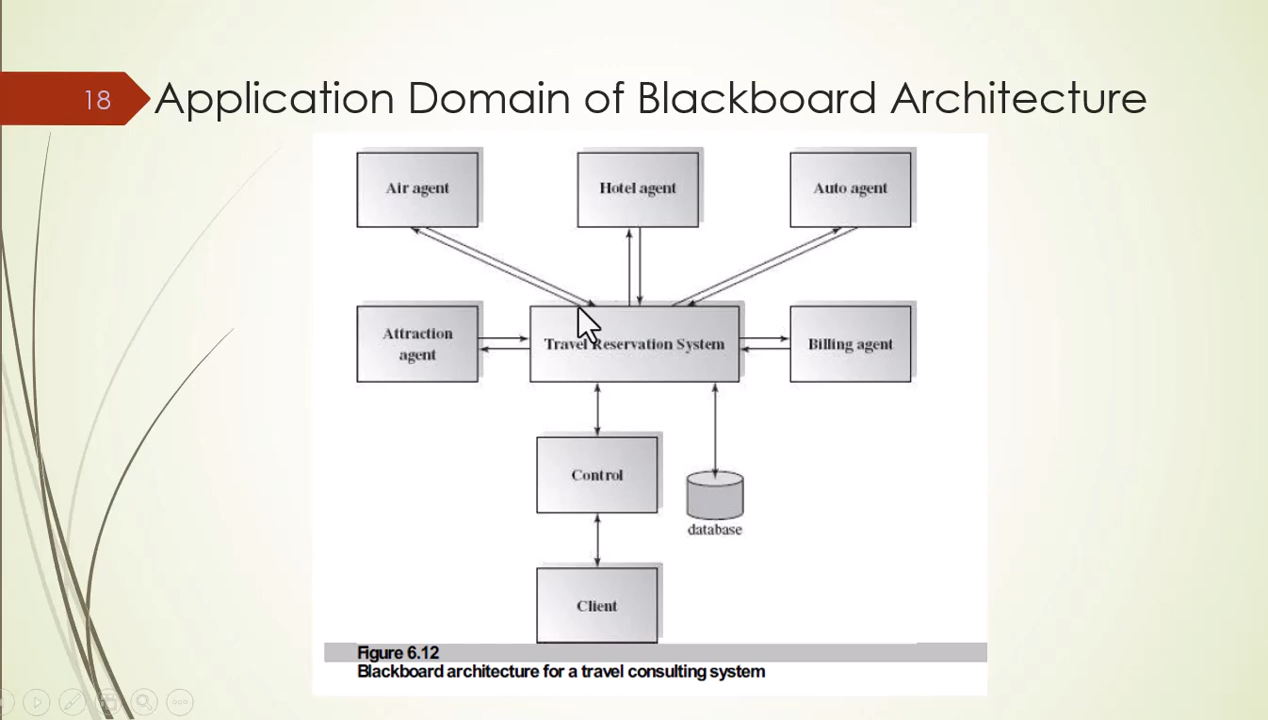 18
Application Domain of Blackboard Architecture
Air agent
Hotel agent
Auto agent
Attraction
agent
Travel Reservation System
Billing agent
Control
database
Client
Figure 6.12
Blackboard architecture for a travel consulting system